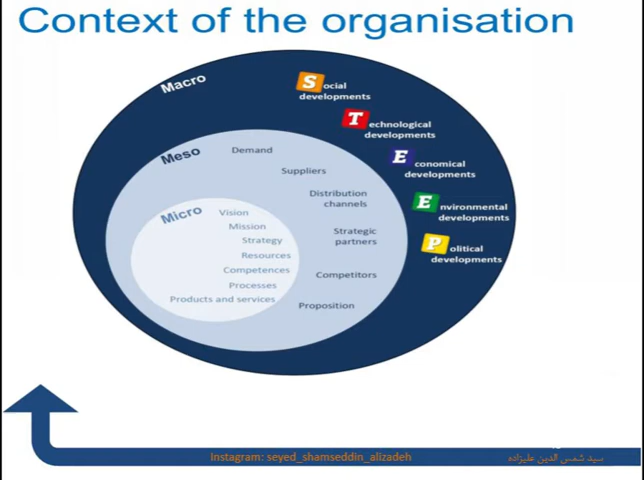 Context of the organisation
Macro
Social
developments
Technological
developments
Economical
developments
Environmental
developments
Political
developments
Meso
Demand
Suppliers
Distribution
channels
Strategic
partners
Competitors
Proposition
Micro
Vision
Mission
Strategy
Resources
Competences
Processes
Products and services
Instagram: seyed_shamseddin_alizadeh
سید شمس الدین علیزاده